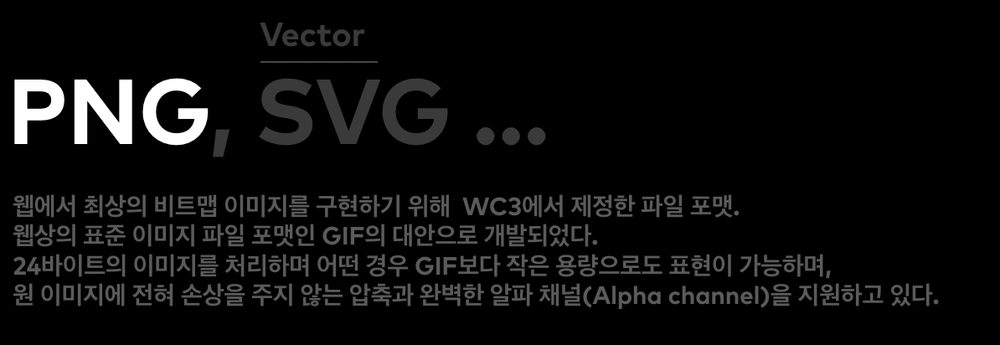 Vector
PNG, SVG ...
웹에서 최상의 비트맵 이미지를 구현하기 위해  WC3에서 제정한 파일 포맷.
웹상의 표준 이미지 파일 포맷인 GIF의 대안으로 개발되었다.
24바이트의 이미지를 처리하며 어떤 경우 GIF보다 작은 용량으로도 표현이 가능하며,
원 이미지에 전혀 손상을 주지 않는 압축과 완벽한 알파 채널(Alpha channel)을 지원하고 있다.